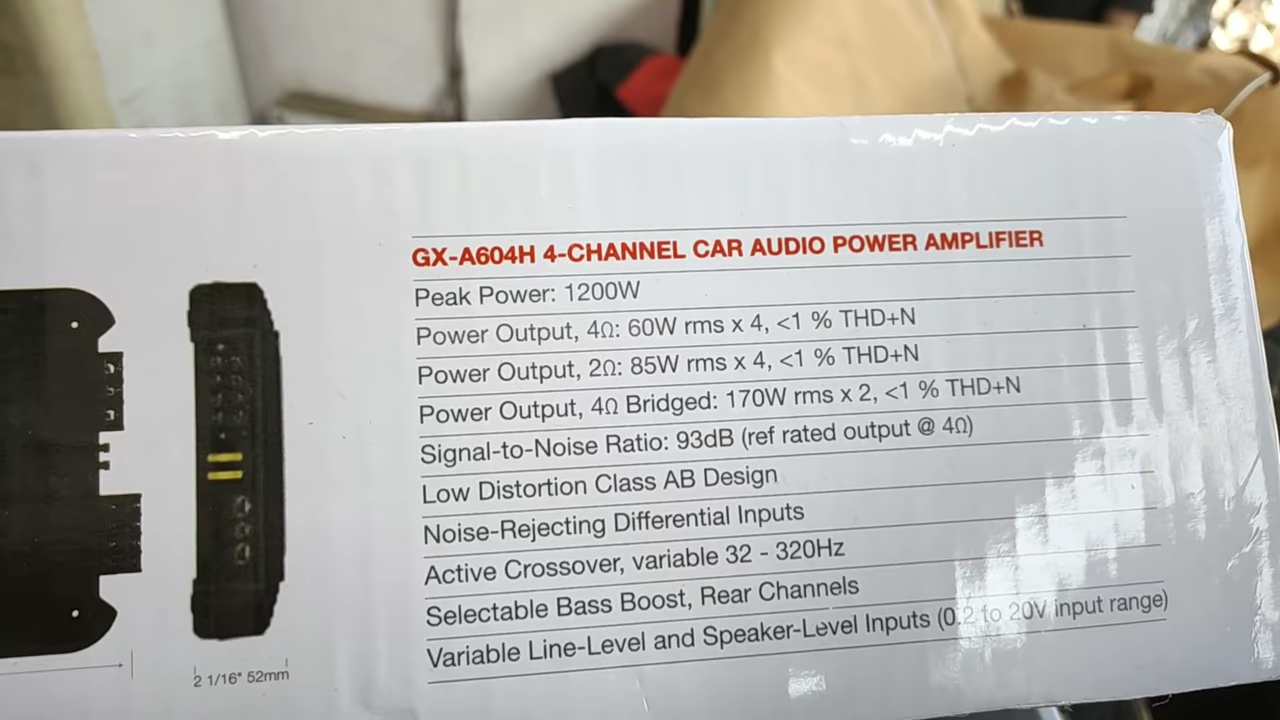 GX-A604H 4-CHANNEL CAR AUDIO POWER AMPLIFIER
Peak Power: 1200W
Power Output, 4Ω: 60W rms x 4, <1 % THD+N
Power Output, 2Ω: 85W rms x 4, <1 % THD+N
Power Output, 4Ω Bridged: 170W rms x 2, <1 % THD+N
Signal-to-Noise Ratio: 93dB (ref rated output @ 4Ω)
Low Distortion Class AB Design
Noise-Rejecting Differential Inputs
Active Crossover, variable 32 - 320Hz
Selectable Bass Boost, Rear Channels
Variable Line-Level and Speaker-Level Inputs (0.2 to 20V input range)
2 1/16" 52mm